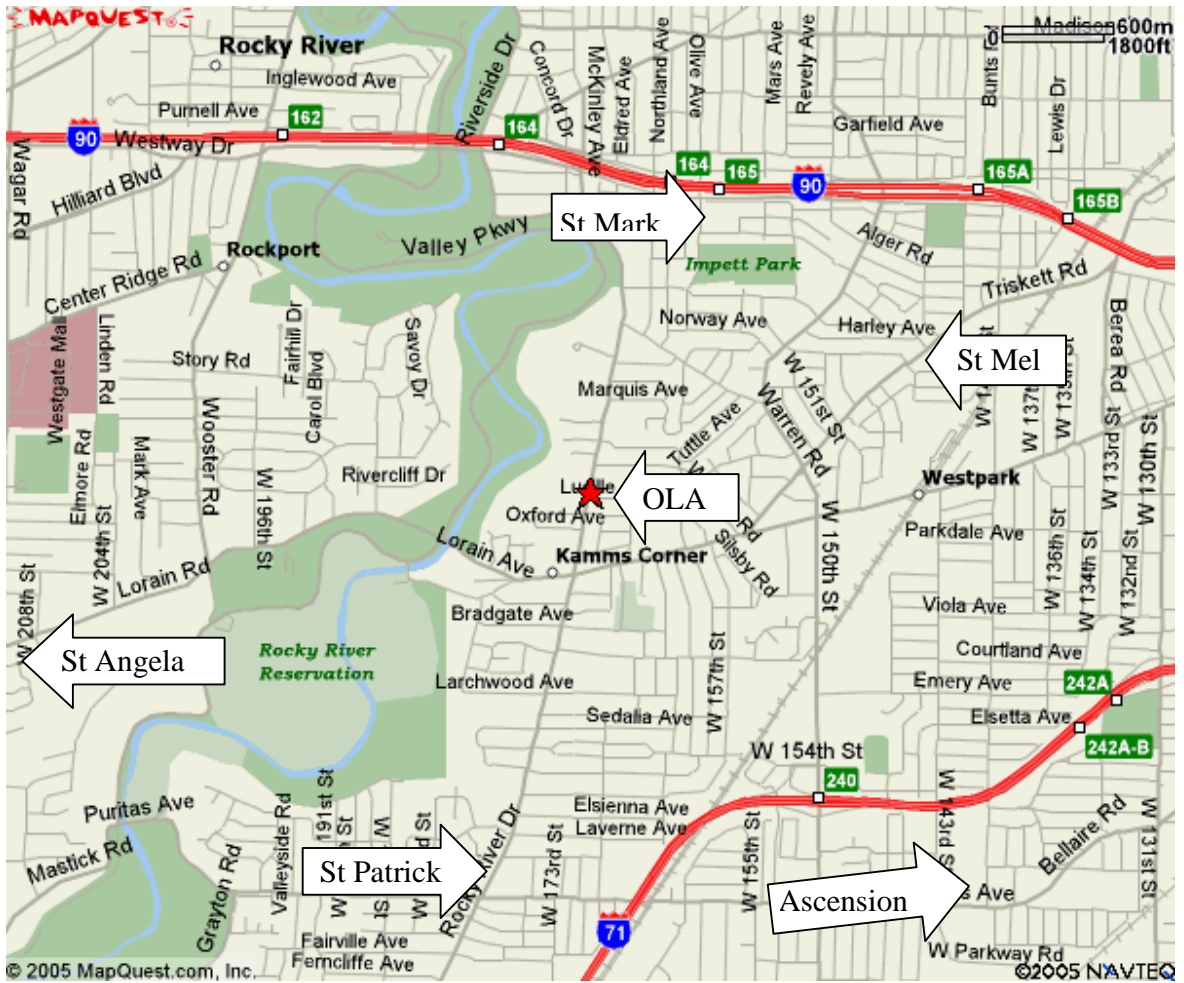 MAPQUEST
Rocky River
Inglewood Ave
Purnell Ave
162
90
Westway Dr
Wagar Rd
Hilliard Blvd
Riverside Dr
164
Concord Dr
McKinley Ave
Eldred Ave
Northland Ave
Olive Ave
Mars Ave
Revely Ave
Garfield Ave
Bunts Rd
Madison
600m
1800ft
Lewis Dr
164
165
90
165A
165B
St Mark
Valley Pkwy
Rockport
Center Ridge Rd
Impett Park
Alger Rd
Triskett Rd
Norway Ave
Harley Ave
St Mel
Berea Rd
Westgate Mall
Linden Rd
Story Rd
Fairhill Dr
Carol Blvd
Savoy Dr
Marquis Ave
W 151st St
Tuttle Ave
Warren Rd
W 137th St
W 133rd St
W 130th St
Elmore Rd
Mark Ave
Wooster Rd
W 196th St
Rivercliff Dr
W 204th St
OLA
Oxford Ave
Westpark
Rd
Lorain Rd
Lorain Ave
Kamms Corner
Silsby Rd
W 150th St
Parkdale Ave
W 136th St
W 134th St
W 132nd St
W 208th St
Bradgate Ave
Viola Ave
St Angela
Rocky River
Reservation
Larchwood Ave
W 157th St
Courtland Ave
Emery Ave
242A
Sedalia Ave
Elsetta Ave
242A-B
W 154th St
240
Puritas Ave
Mastick Rd
Valleyside Rd
191st St
Elsienna Ave
Laverne Ave
Rocky River Dr
W 173rd St
W 155th St
W 143rd S
Bellaire Rd
W 131st St
St Patrick
Ascension
s Ave
Grayton Rd
71
Fairville Ave
Ferncliffe Ave
W Parkway Rd
© 2005 MapQuest.com, Inc.
©2005 NAVTEQ